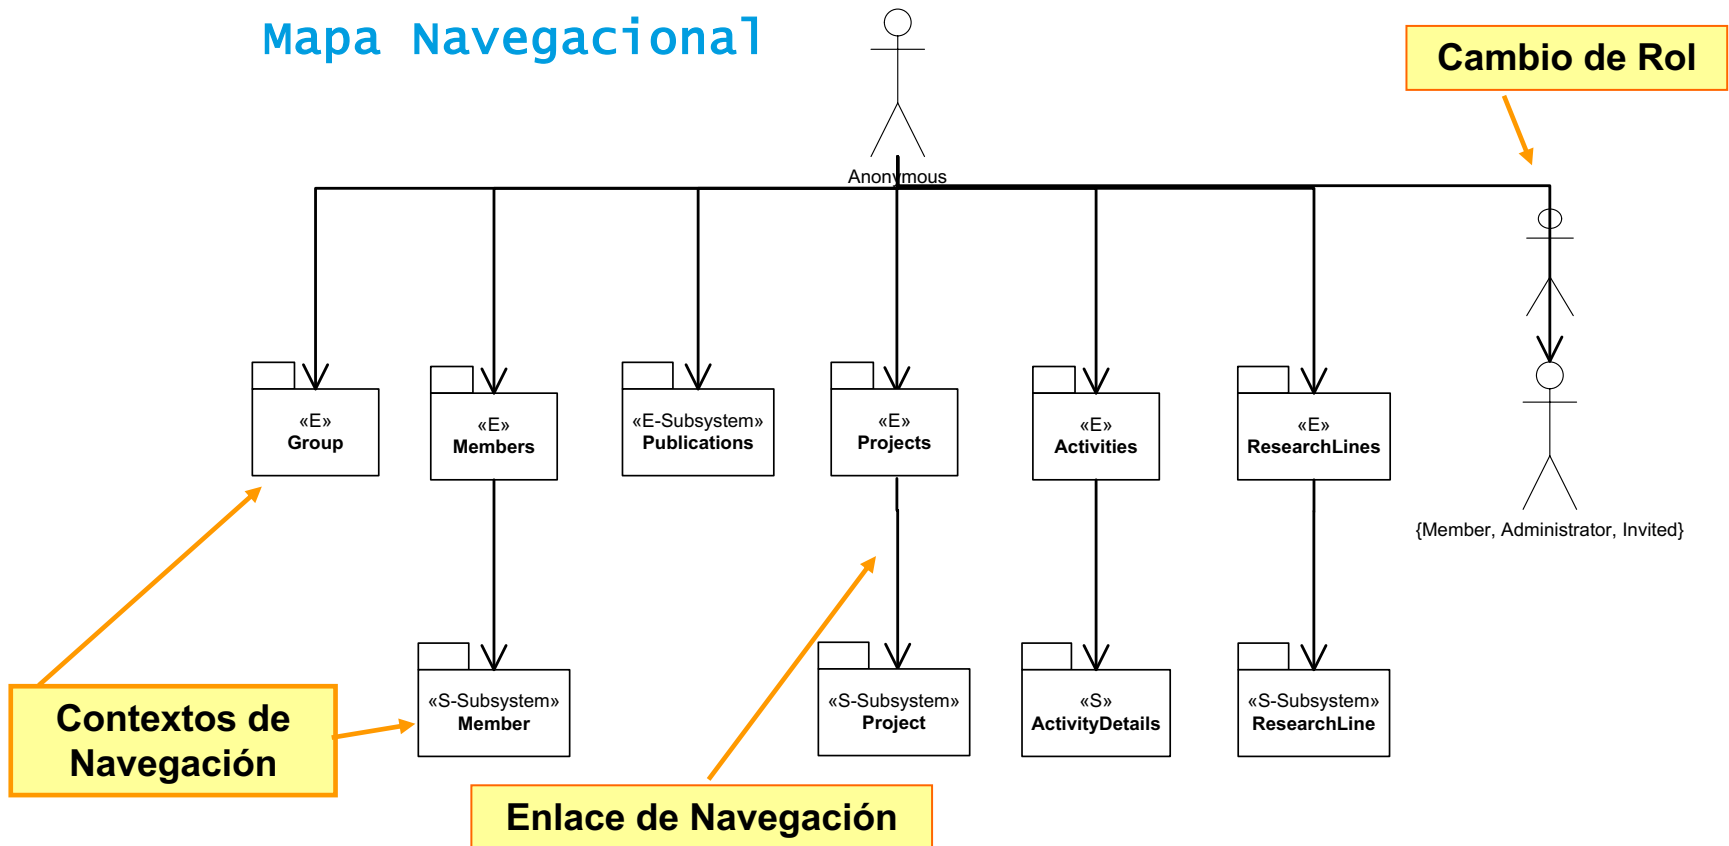 Mapa Navegacional
Cambio de Rol
Anonymous
«E»
Group
«E»
Members
«E-Subsystem»
Publications
«E»
Projects
«E»
Activities
«E»
ResearchLines
{Member, Administrator, Invited}
«S-Subsystem»
Member
«S-Subsystem»
Project
«S»
ActivityDetails
«S-Subsystem»
ResearchLine
Contextos de
Navegación
Enlace de Navegación